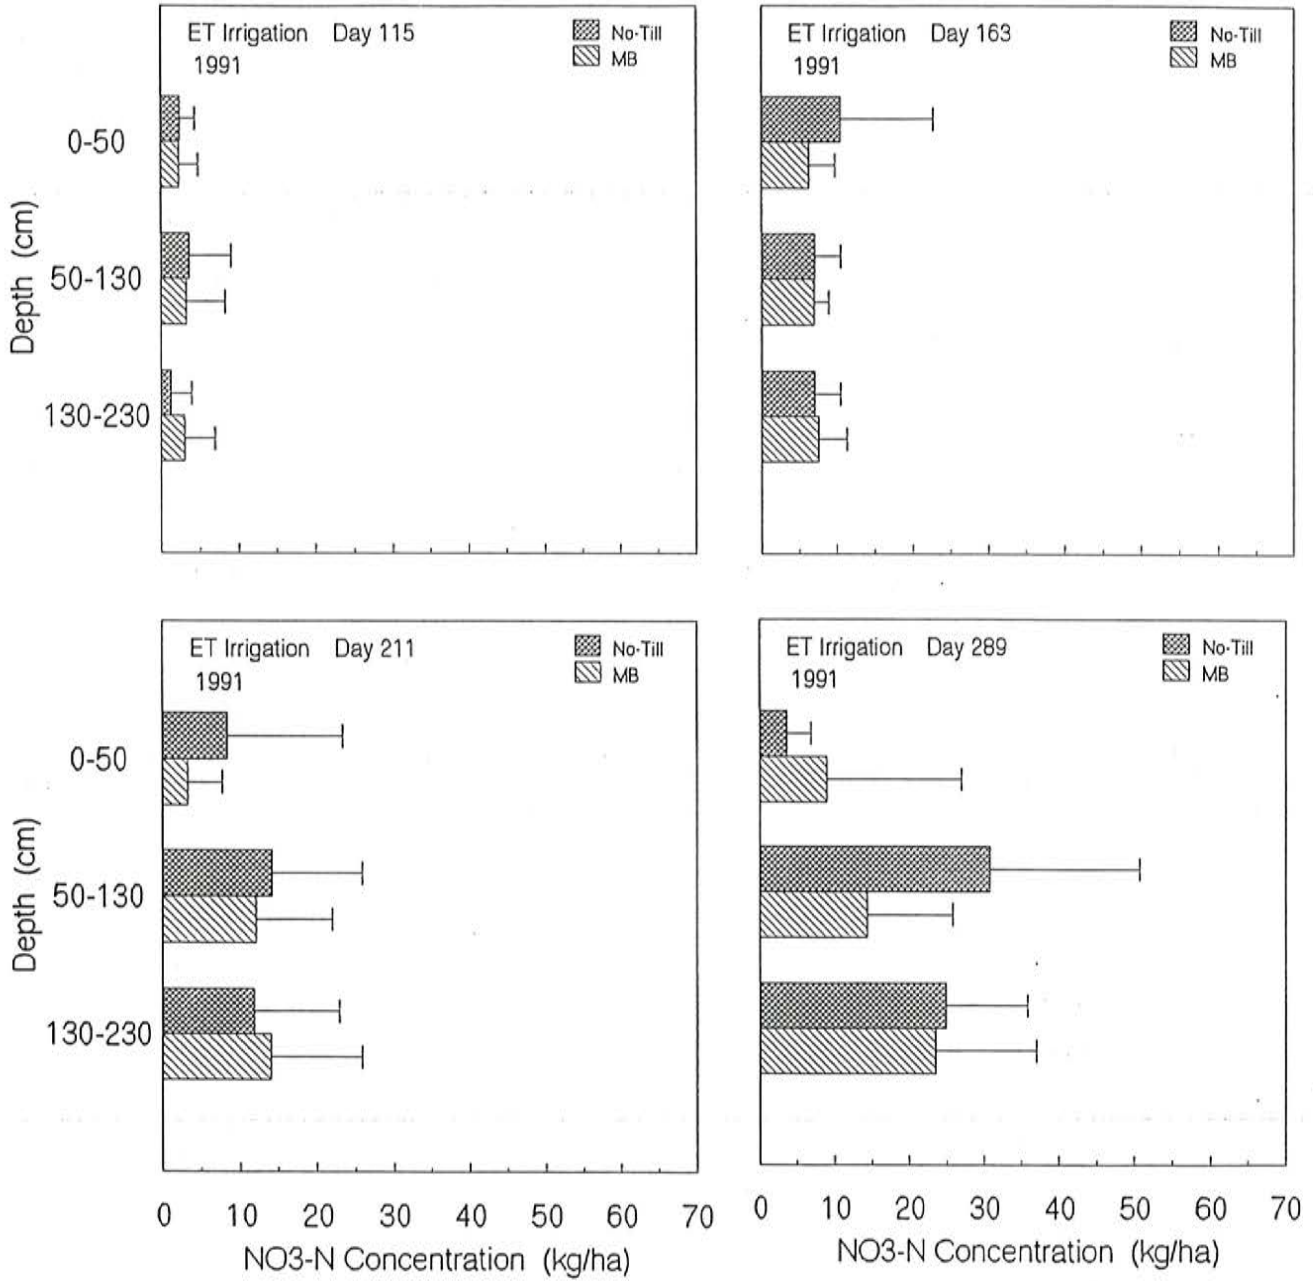 ET Irrigation Day 115
1991
No-Till
MB
ET Irrigation Day 163
1991
No-Till
MB
Depth (cm)
0-50
50-130
130-230
ET Irrigation Day 211
1991
No-Till
MB
ET Irrigation Day 289
1991
No-Till
MB
Depth (cm)
0-50
50-130
130-230
0 10 20 30 40 50 60 70
NO3-N Concentration (kg/ha)
0 10 20 30 40 50 60 70
NO3-N Concentration (kg/ha)